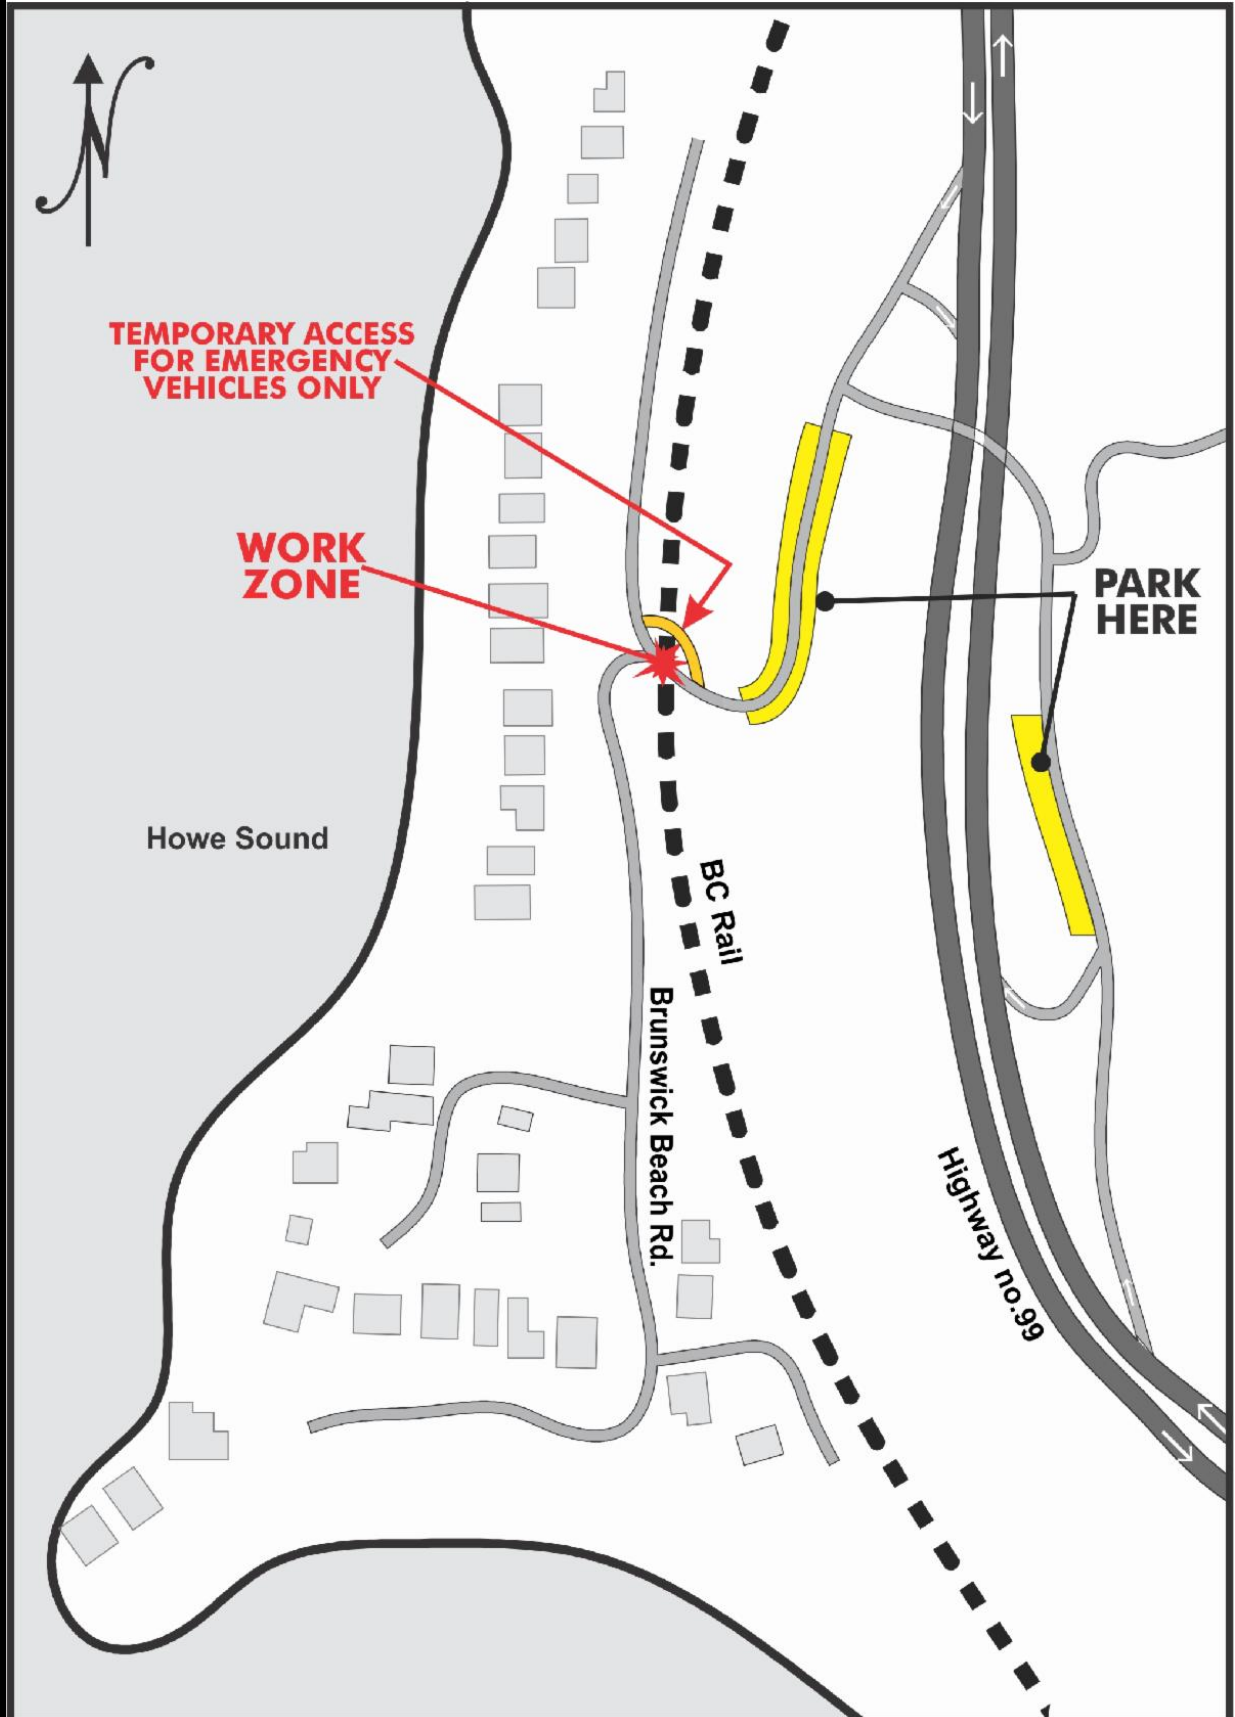 N
TEMPORARY ACCESS
FOR EMERGENCY
VEHICLES ONLY
WORK
ZONE
PARK
HERE
Howe Sound
BC Rail
Brunswick Beach Rd.
Highway no.99